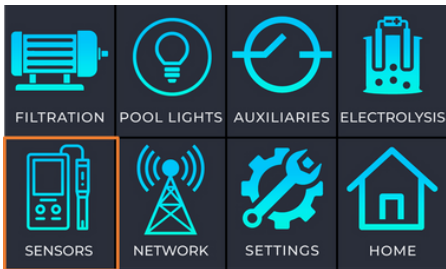 FILTRATION
POOL LIGHTS
AUXILIARIES
ELECTROLYSIS
SENSORS
NETWORK
SETTINGS
HOME